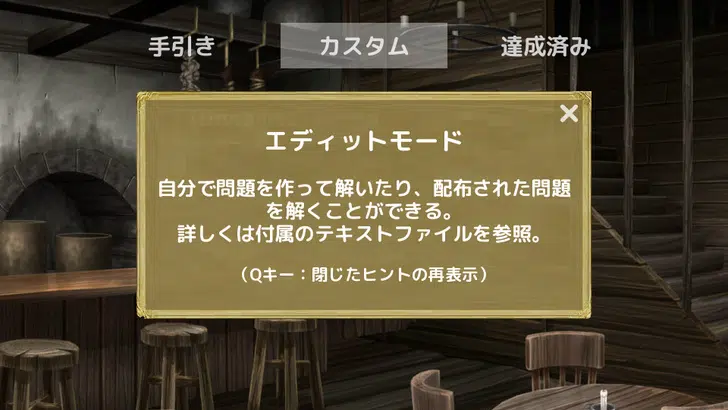 手引き
カスタム
達成済み
エディットモード
自分で問題を作って解いたり、配布された問題
を解くことができる。
詳しくは付属のテキストファイルを参照。
（Qキー：閉じたヒントの再表示）